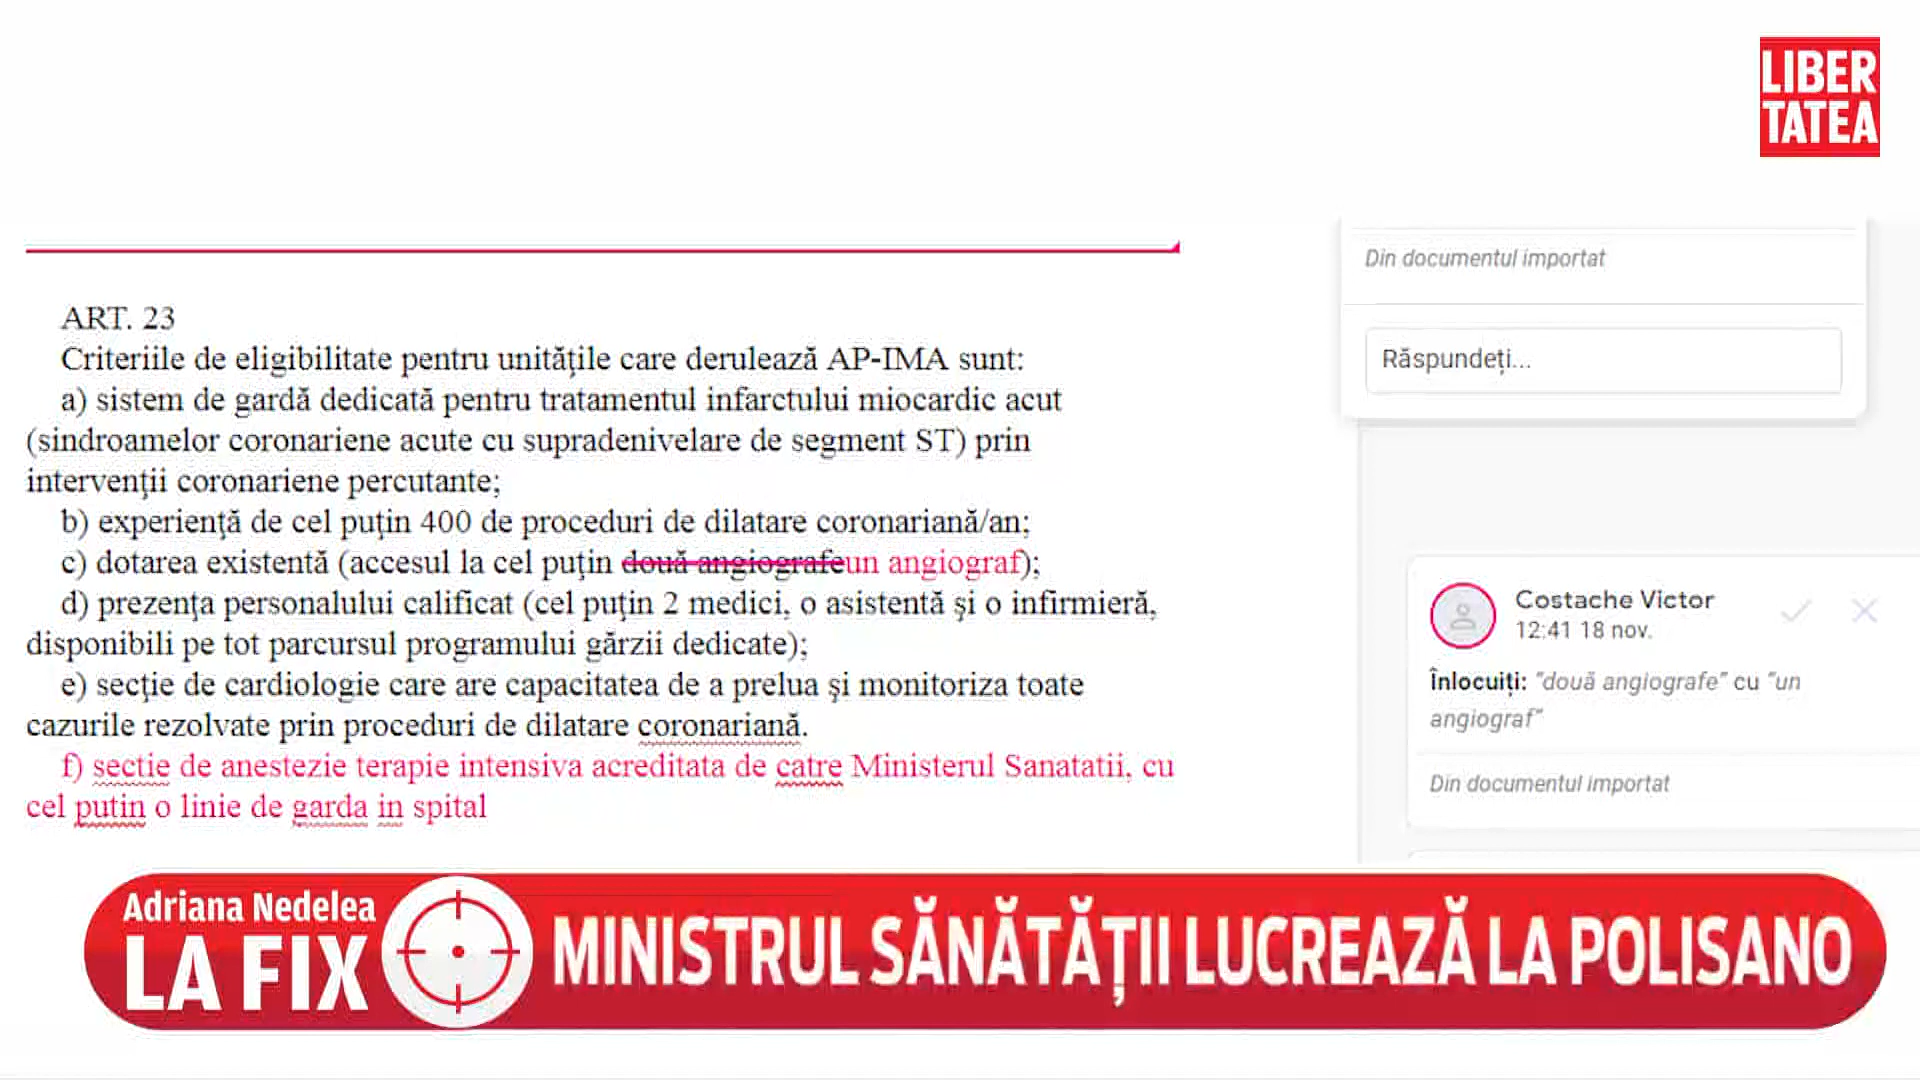 LIBER
TATEA
Din documentul importat
Răspundeți...
ART. 23
Criteriile de eligibilitate pentru unităţile care derulează AP-IMA sunt:
a) sistem de gardă dedicată pentru tratamentul infarctului miocardic acut
(sindroamelor coronariene acute cu supradenivelare de segment ST) prin
intervenţii coronariene percutante;
b) experienţă de cel puţin 400 de proceduri de dilatare coronariană/an;
c) dotarea existentă (accesul la cel puţin două angiografeun angiograf);
d) prezenţa personalului calificat (cel puţin 2 medici, o asistentă şi o infirmieră,
disponibili pe tot parcursul programului gărzii dedicate);
e) secţie de cardiologie care are capacitatea de a prelua şi monitoriza toate
cazurile rezolvate prin proceduri de dilatare coronariană.
f) sectie de anestezie terapie intensiva acreditata de catre Ministerul Sanatatii, cu
cel putin o linie de garda in spital
Costache Victor
12:41 18 nov.
Înlocuiți: "două angiografe" cu "un
angiograf"
Din documentul importat
Adriana Nedelea
LA FIX
MINISTRUL SĂNĂTĂȚII LUCREAZĂ LA POLISANO